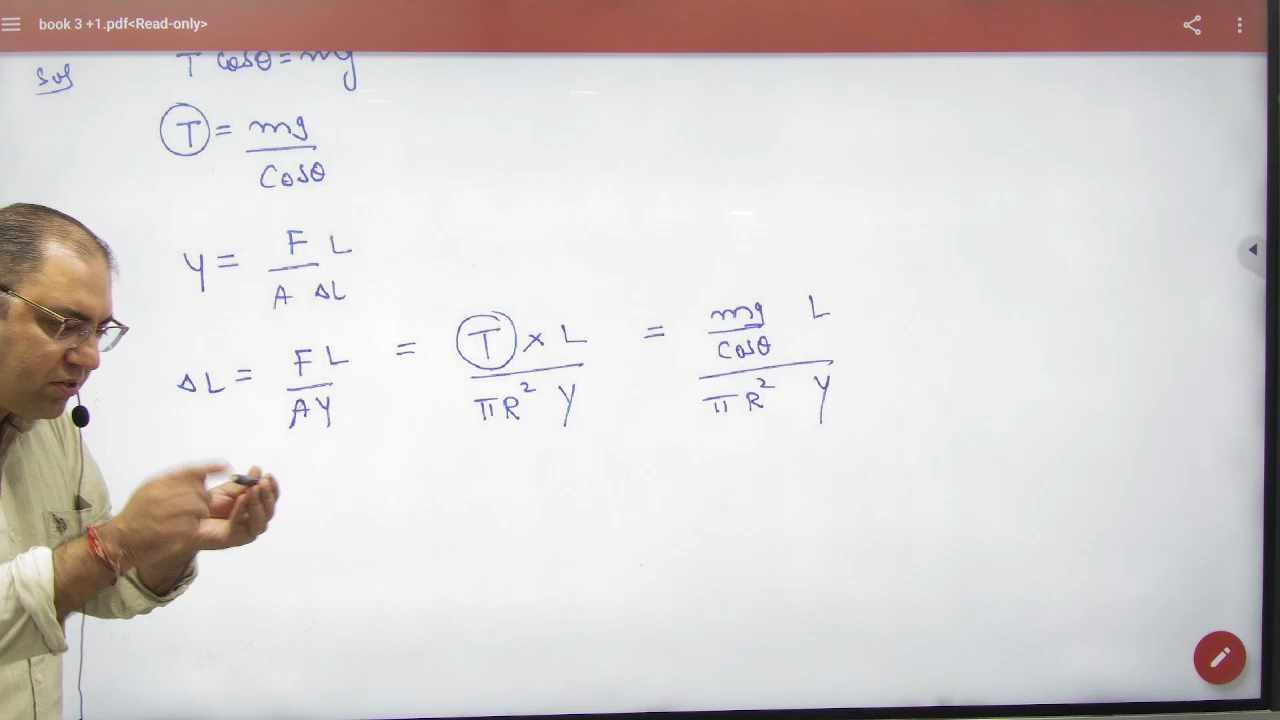 book 3 +1.pdf<Read-only>
Sol T cosθ = mg
T = mg / cosθ
Y = F L / A ΔL
ΔL = F L / A Y = T × L / πR² Y = mg / cosθ L / πR² Y